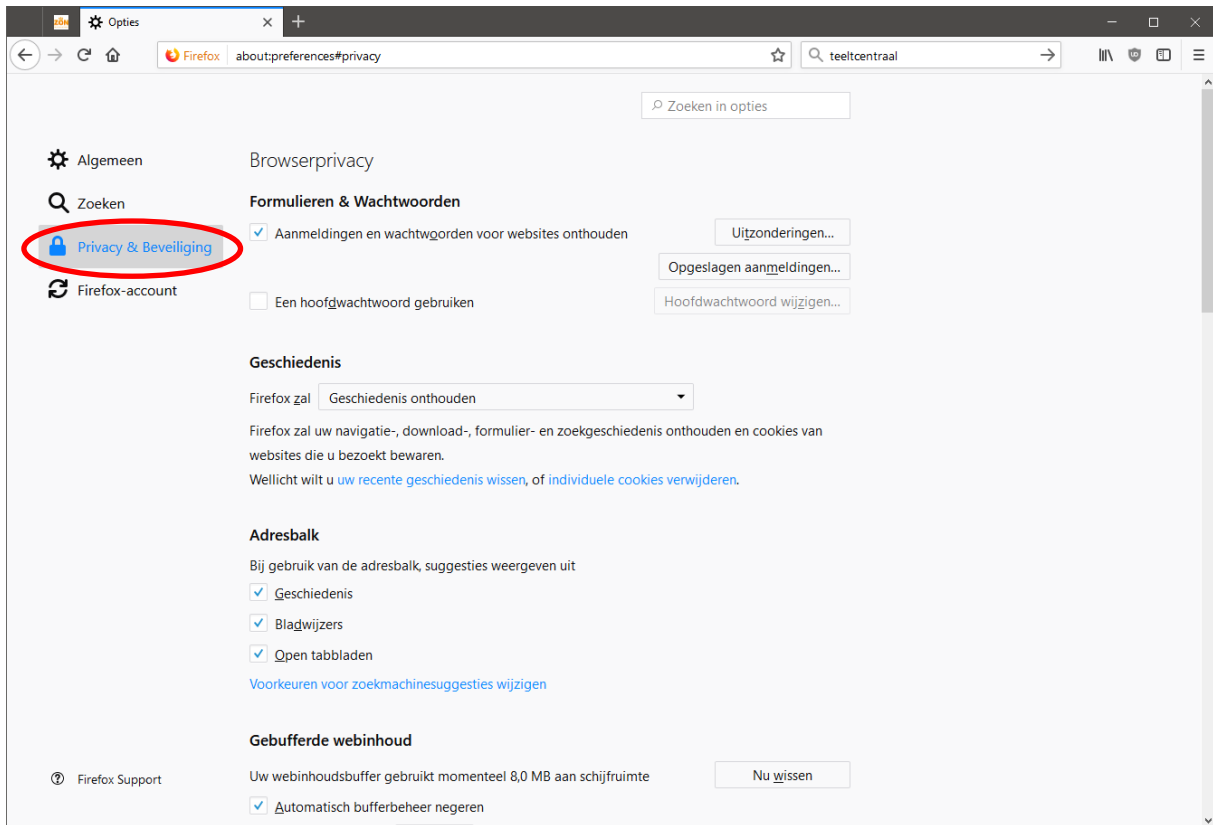 zön Opties
Firefox about:preferences#privacy teeltcentraal
Zoeken in opties
Algemeen
Zoeken
Privacy & Beveiliging
Firefox-account
Browserprivacy
Formulieren & Wachtwoorden
Aanmeldingen en wachtwoorden voor websites onthouden Uitzonderingen...
Opgeslagen aanmeldingen...
Een hoofdwachtwoord gebruiken Hoofdwachtwoord wijzigen...
Geschiedenis
Firefox zal Geschiedenis onthouden
Firefox zal uw navigatie-, download-, formulier- en zoekgeschiedenis onthouden en cookies van
websites die u bezoekt bewaren.
Wellicht wilt u uw recente geschiedenis wissen, of individuele cookies verwijderen.
Adresbalk
Bij gebruik van de adresbalk, suggesties weergeven uit
Geschiedenis
Bladwijzers
Open tabbladen
Voorkeuren voor zoekmachinesuggesties wijzigen
Gebufferde webinhoud
Uw webinhoudsbuffer gebruikt momenteel 8,0 MB aan schijfruimte Nu wissen
Automatisch bufferbeheer negeren
Firefox Support